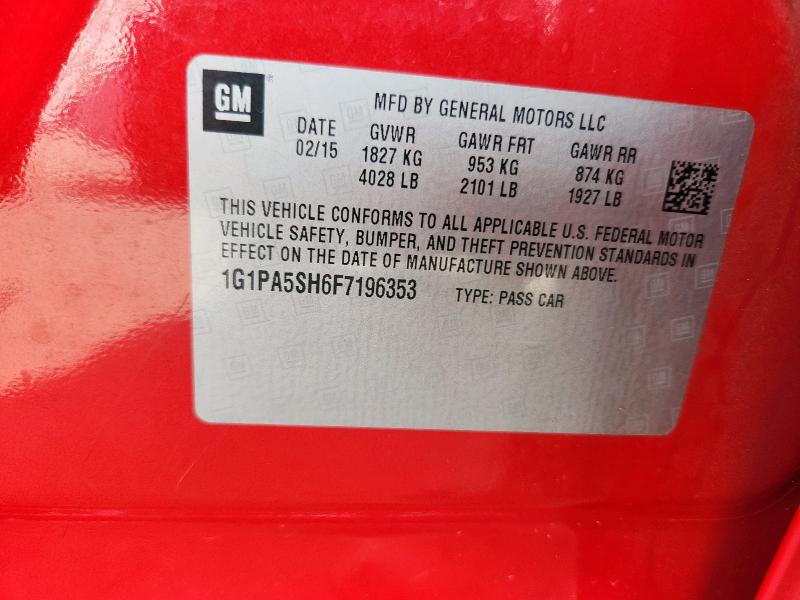 GM
MFD BY GENERAL MOTORS LLC
DATE GVWR GAWR FRT GAWR RR
02/15 1827 KG 953 KG 874 KG
4028 LB 2101 LB 1927 LB
THIS VEHICLE CONFORMS TO ALL APPLICABLE U.S. FEDERAL MOTOR
VEHICLE SAFETY, BUMPER, AND THEFT PREVENTION STANDARDS IN
EFFECT ON THE DATE OF MANUFACTURE SHOWN ABOVE.
1G1PA5SH6F7196353 TYPE: PASS CAR